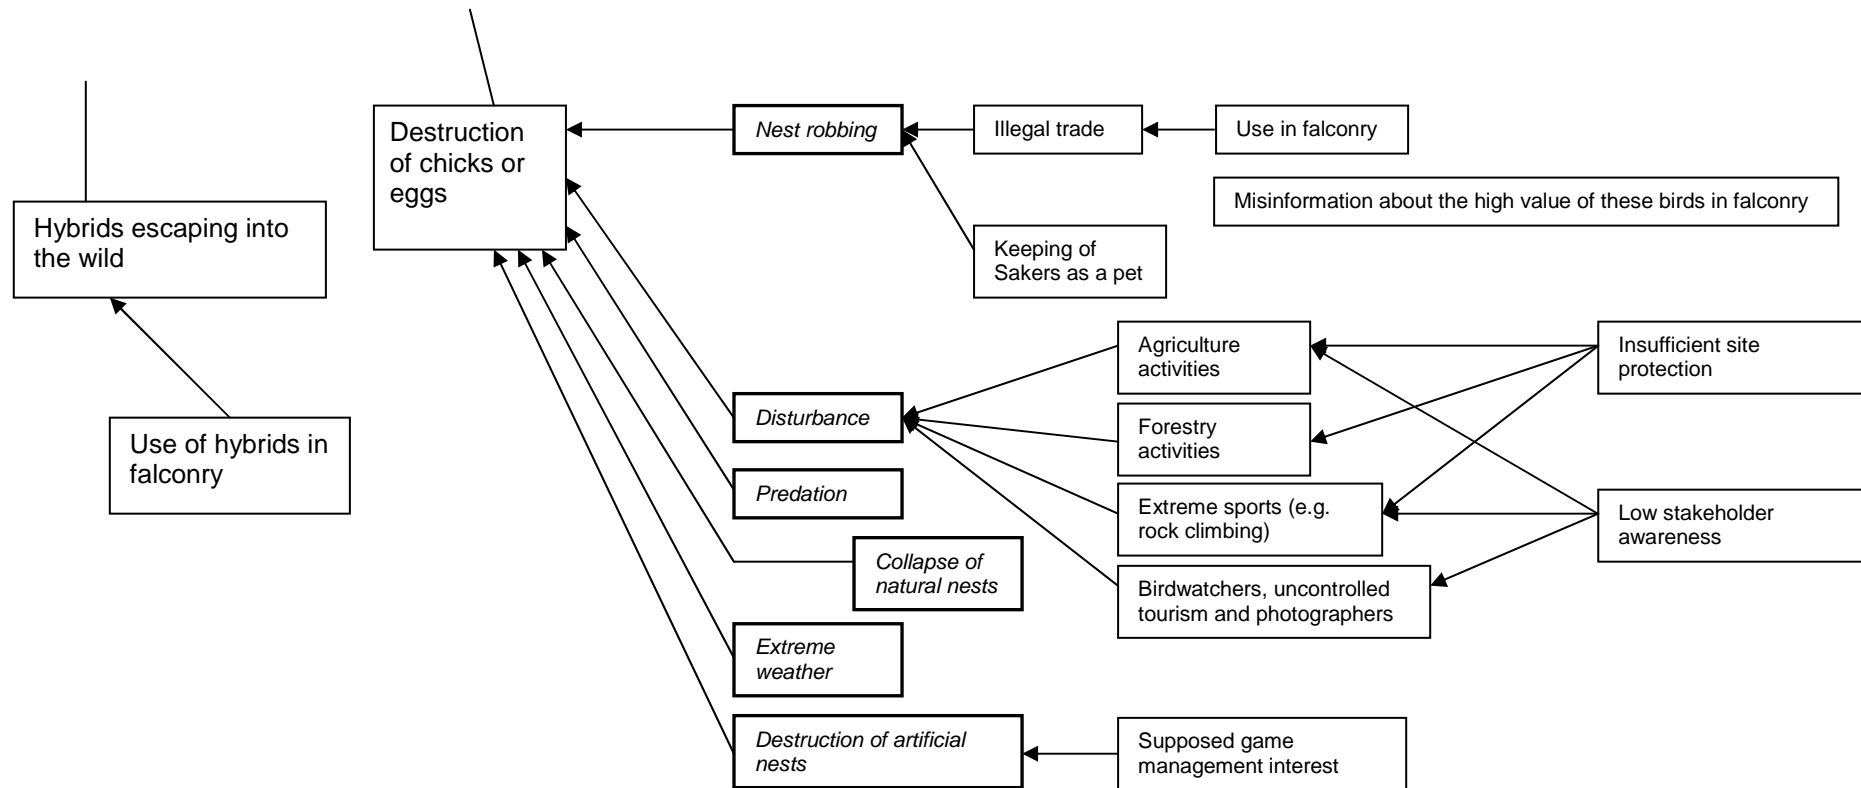 Hybrids escaping into
the wild
Use of hybrids in
falconry
Destruction
of chicks or
eggs
Nest robbing
Illegal trade
Use in falconry
Misinformation about the high value of these birds in falconry
Keeping of
Sakers as a pet
Disturbance
Agriculture
activities
Insufficient site
protection
Forestry
activities
Predation
Extreme sports (e.g.
rock climbing)
Low stakeholder
awareness
Collapse of
natural nests
Birdwatchers, uncontrolled
tourism and photographers
Extreme
weather
Destruction of artificial
nests
Supposed game
management interest